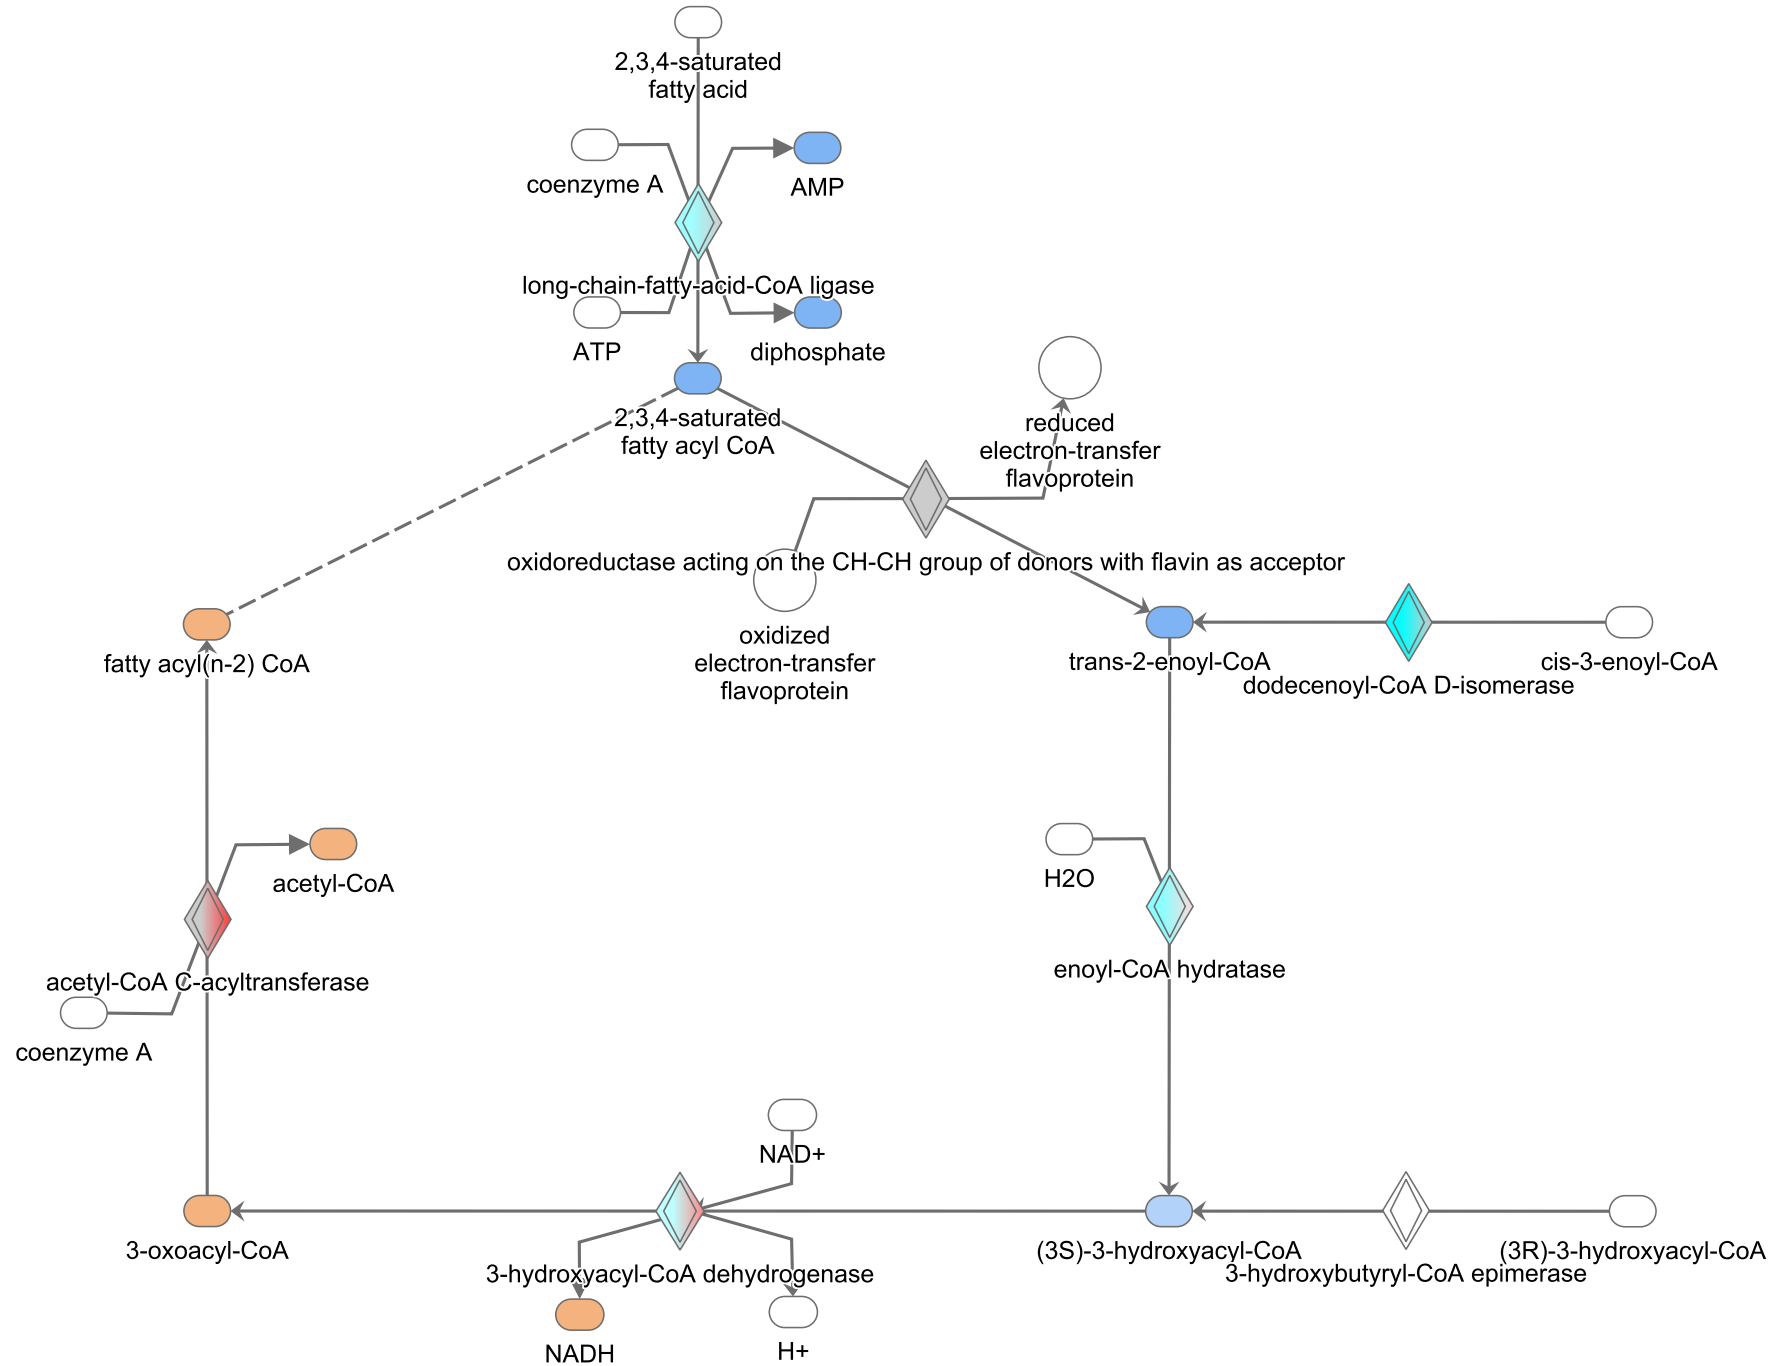 2,3,4-saturated
fatty acid
coenzyme A
AMP
long-chain-fatty-acid-CoA ligase
ATP
diphosphate
2,3,4-saturated
fatty acyl CoA
reduced
electron-transfer
flavoprotein
oxidoreductase acting on the CH-CH group of donors with flavin as acceptor
oxidized
electron-transfer
flavoprotein
fatty acyl(n-2) CoA
trans-2-enoyl-CoA
cis-3-enoyl-CoA
dodecenoyl-CoA D-isomerase
acetyl-CoA
H2O
acetyl-CoA C-acyltransferase
enoyl-CoA hydratase
coenzyme A
NAD+
3-oxoacyl-CoA
(3S)-3-hydroxyacyl-CoA
(3R)-3-hydroxyacyl-CoA
3-hydroxyacyl-CoA dehydrogenase
3-hydroxybutyryl-CoA epimerase
NADH
H+